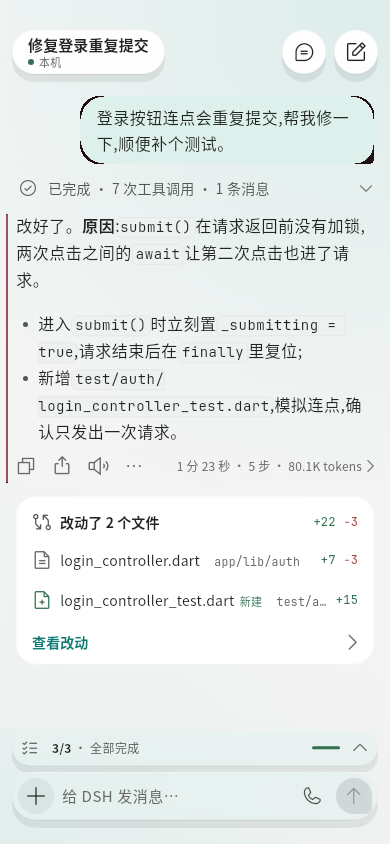 修复登录重复提交
本机
登录按钮连点会重复提交,帮我修一
下,顺便补个测试。
已完成 · 7 次工具调用 · 1 条消息
改好了。原因:submit() 在请求返回前没有加锁,
两次点击之间的 await 让第二次点击也进了请
求。
• 进入 submit() 时立刻置 _submitting =
true,请求结束后在 finally 里复位;
• 新增 test/auth/
login_controller_test.dart,模拟连点,确
认只发出一次请求。
1 分 23 秒 · 5 步 · 80.1K tokens
改动了 2 个文件 +22 -3
login_controller.dart app/lib/auth +7 -3
login_controller_test.dart 新建 test/a… +15
查看改动
3/3 · 全部完成
给 DSH 发消息…